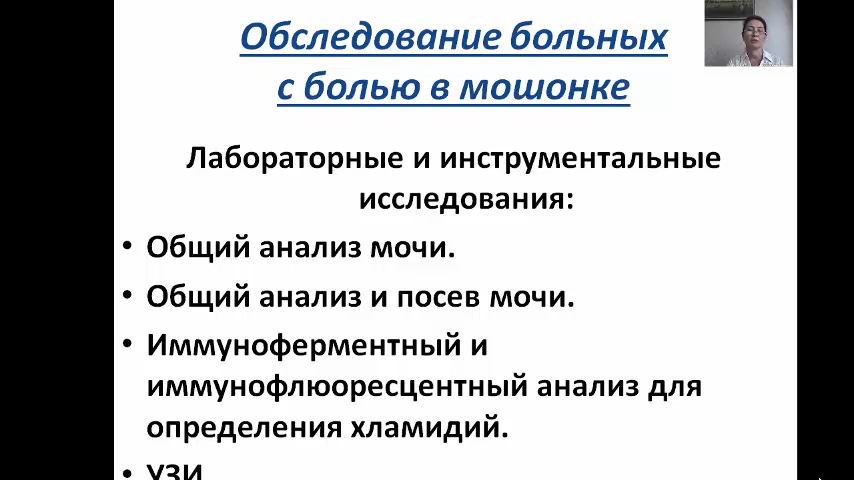 Обследование больных
с болью в мошонке
Лабораторные и инструментальные
исследования:
• Общий анализ мочи.
• Общий анализ и посев мочи.
• Иммуноферментный и
иммунофлюоресцентный анализ для
определения хламидий.
• УЗИ